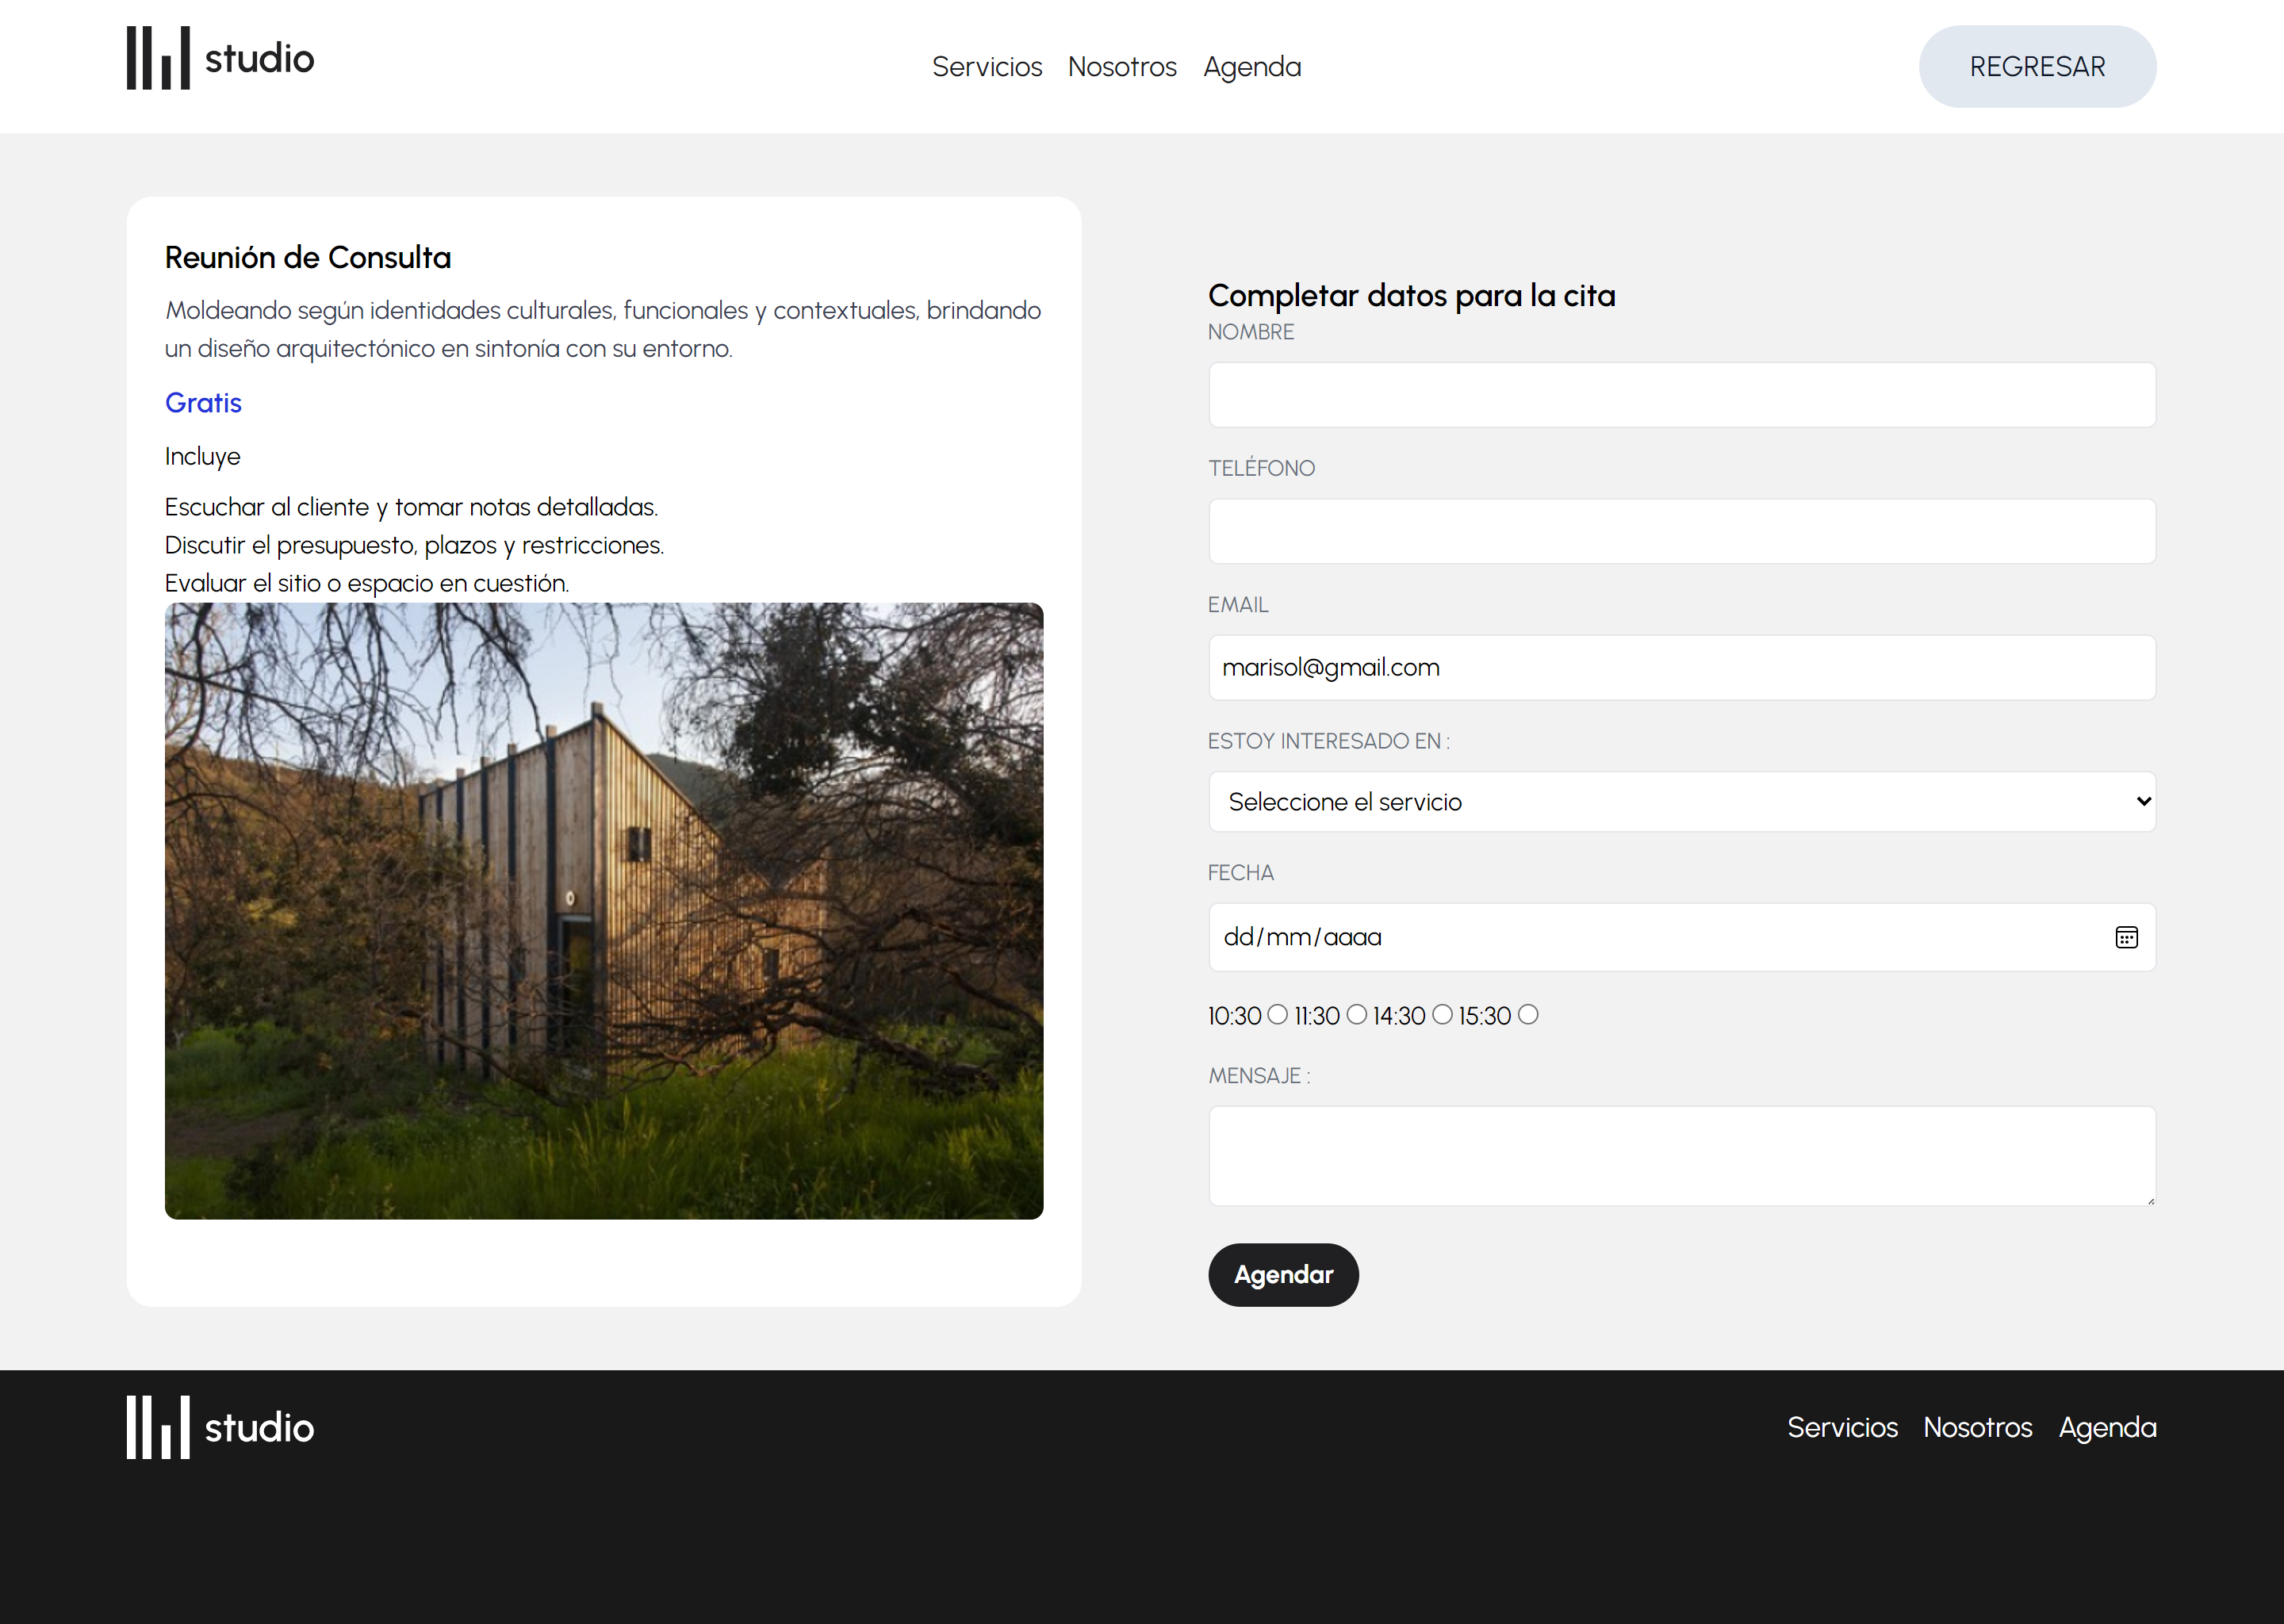 studio
Servicios Nosotros Agenda
REGRESAR
Reunión de Consulta
Moldeando según identidades culturales, funcionales y contextuales, brindando
un diseño arquitectónico en sintonía con su entorno.
Gratis
Incluye
Escuchar al cliente y tomar notas detalladas.
Discutir el presupuesto, plazos y restricciones.
Evaluar el sitio o espacio en cuestión.
Completar datos para la cita
NOMBRE
TELÉFONO
EMAIL
marisol@gmail.com
ESTOY INTERESADO EN :
Seleccione el servicio
FECHA
dd/mm/aaaa
10:30 11:30 14:30 15:30
MENSAJE :
Agendar
studio
Servicios Nosotros Agenda